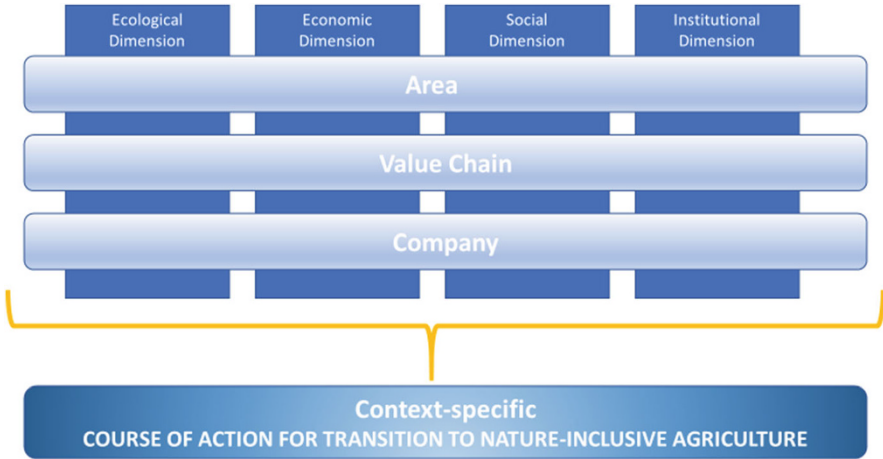 Ecological
Dimension
Economic
Dimension
Social
Dimension
Institutional
Dimension
Area
Value Chain
Company
Context-specific
COURSE OF ACTION FOR TRANSITION TO NATURE-INCLUSIVE AGRICULTURE